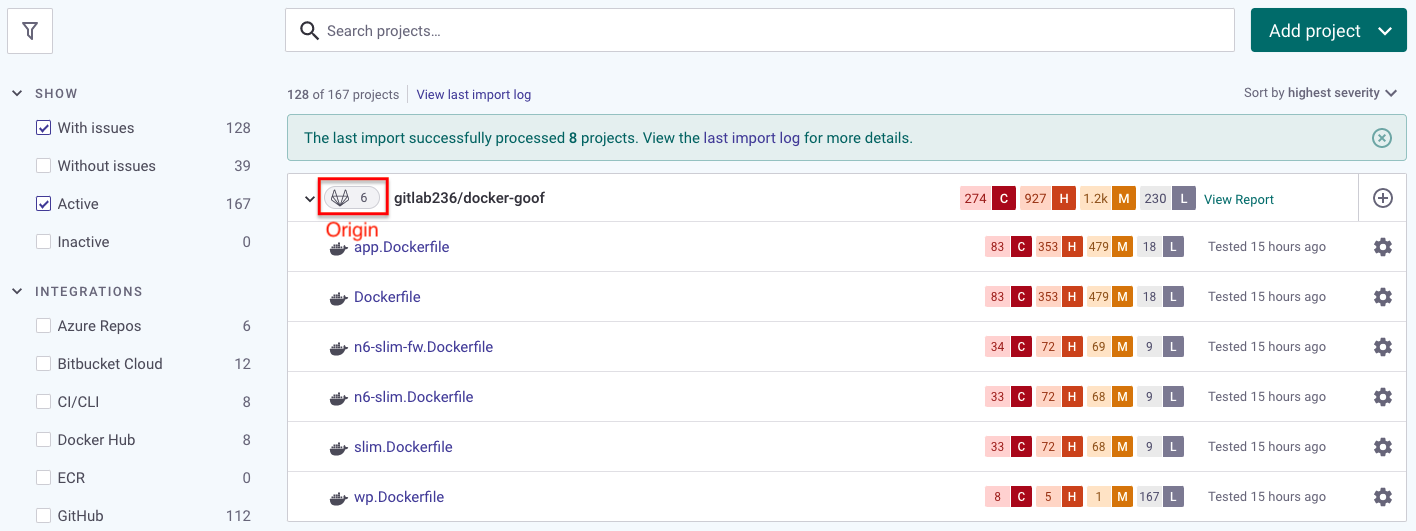 Search projects...
Add project
SHOW
With issues 128
Without issues 39
Active 167
Inactive 0
INTEGRATIONS
Azure Repos 6
Bitbucket Cloud 12
CI/CLI 8
Docker Hub 8
ECR 0
GitHub 112
128 of 167 projects View last import log
Sort by highest severity
The last import successfully processed 8 projects. View the last import log for more details.
6 gitlab236/docker-goof 274 C 927 H 1.2k M 230 L View Report
Origin
app.Dockerfile 83 C 353 H 479 M 18 L Tested 15 hours ago
Dockerfile 83 C 353 H 479 M 18 L Tested 15 hours ago
n6-slim-fw.Dockerfile 34 C 72 H 69 M 9 L Tested 15 hours ago
n6-slim.Dockerfile 33 C 72 H 68 M 9 L Tested 15 hours ago
slim.Dockerfile 33 C 72 H 68 M 9 L Tested 15 hours ago
wp.Dockerfile 8 C 5 H 1 M 167 L Tested 15 hours ago